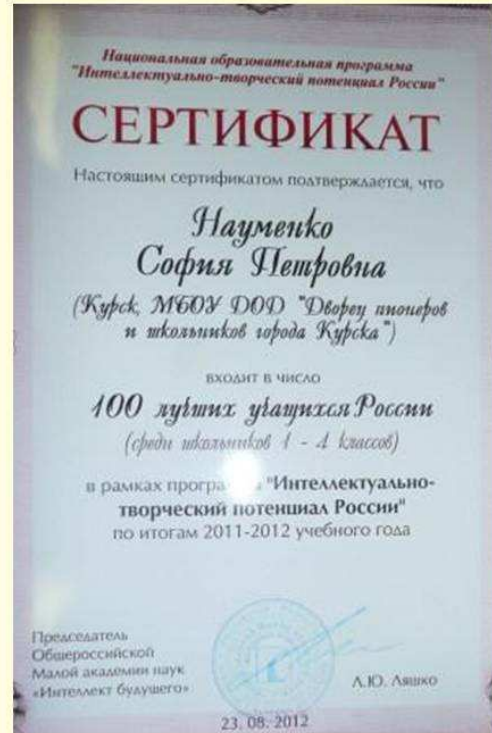 Национальная образовательная программа
"Интеллектуально-творческий потенциал России"
СЕРТИФИКАТ
Настоящим сертификатом подтверждается, что
Науменко
София Петровна
(Курск, МБОУ ДОД "Дворец пионеров
и школьников города Курска")
входит в число
100 лучших учащихся России
(среди школьников 1 - 4 классов)
в рамках программы "Интеллектуально-
творческий потенциал России"
по итогам 2011-2012 учебного года
Председатель
Общероссийской
Малой академии наук
«Интеллект будущего»
Л.Ю. Ляшко
23. 08. 2012